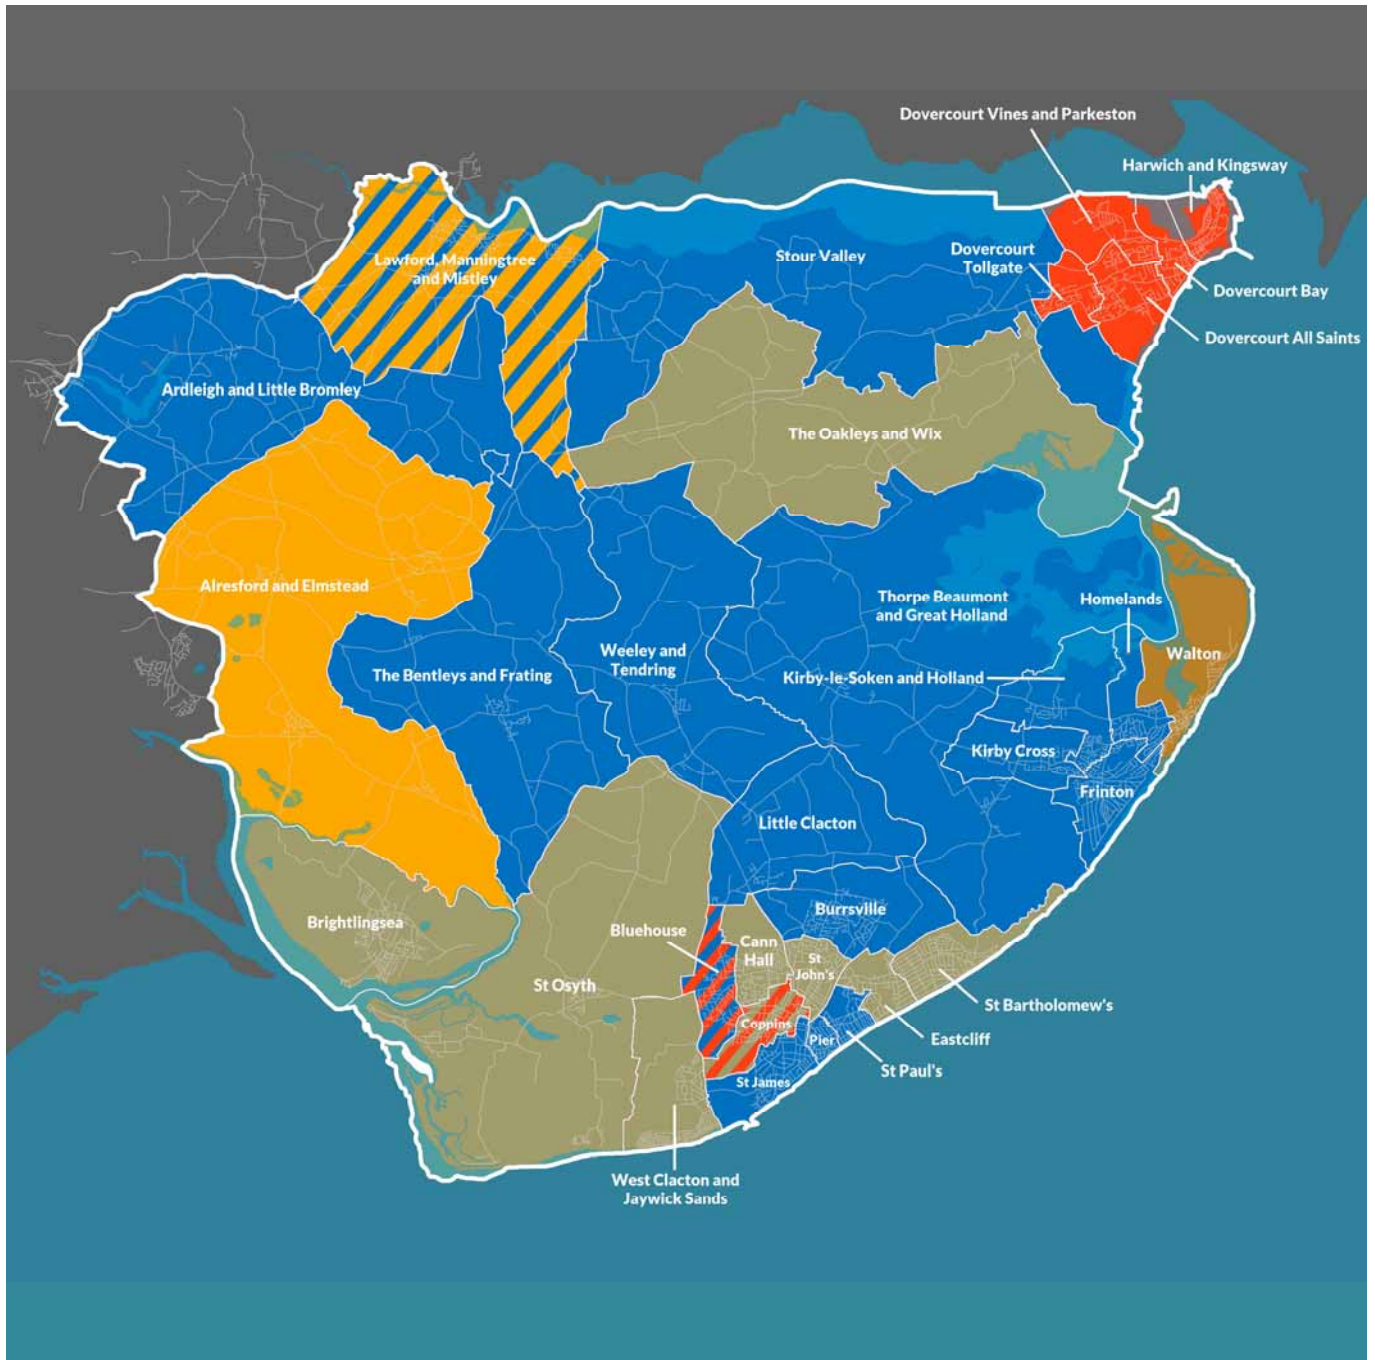 Dovercourt Vines and Parkeston
Harwich and Kingsway
Dovercourt
Tollgate
Stour Valley
Lawford, Manningtree
and Mistley
Dovercourt Bay
Dovercourt All Saints
Ardleigh and Little Bromley
The Oakleys and Wix
Alresford and Elmstead
Thorpe Beaumont
and Great Holland
Homelands
Walton
Weeley and
Tendring
The Bentleys and Frating
Kirby-le-Soken and Holland
Kirby Cross
Frinton
Little Clacton
Burrsville
Brightlingsea
Bluehouse
Cann
Hall
St
John's
St Osyth
St Bartholomew's
Coppins
Pier
Eastcliff
St Paul's
St James
West Clacton and
Jaywick Sands